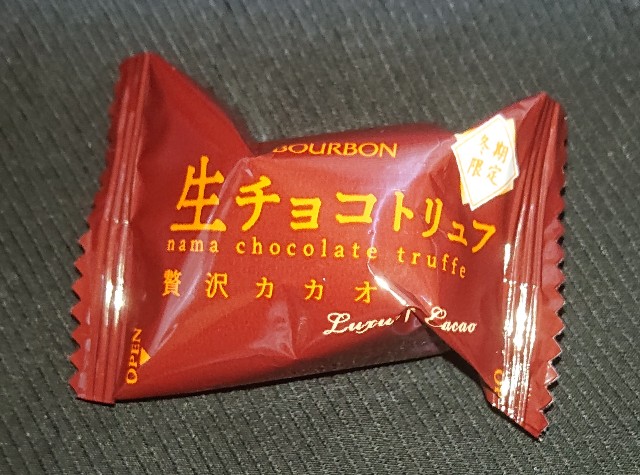 BOURBON
冬期
限定
生チョコトリュフ
nama chocolate truffe
贅沢カカオ
Cacao
OPEN